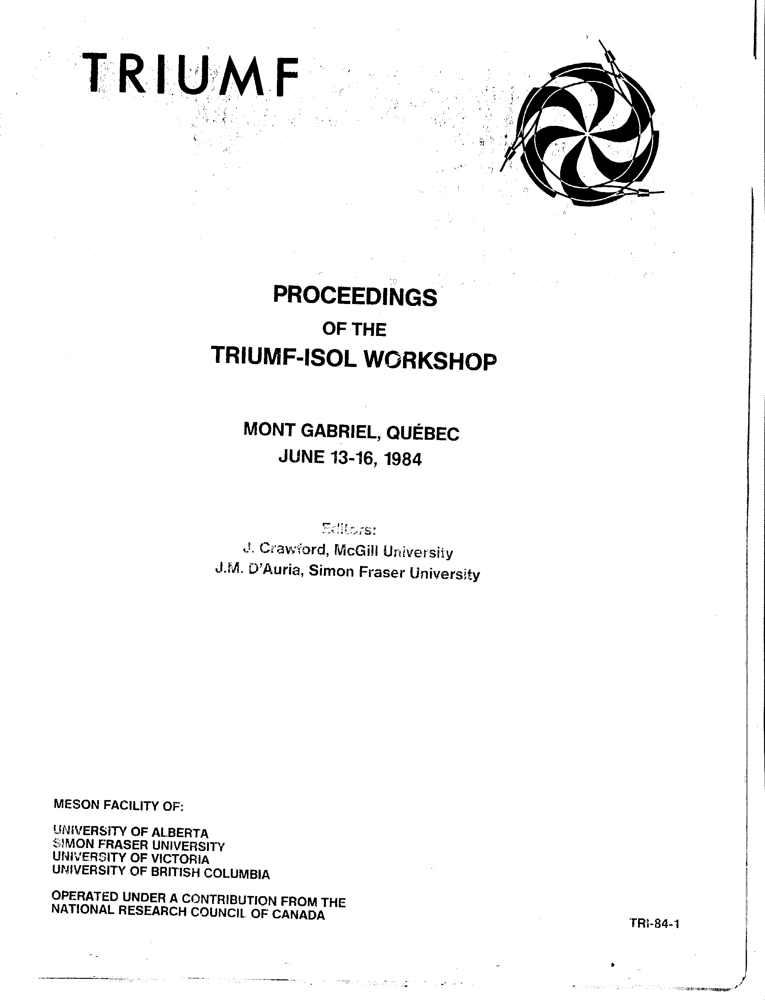 TRIUMF
PROCEEDINGS
OF THE
TRIUMF-ISOL WORKSHOP
MONT GABRIEL, QUÉBEC
JUNE 13-16, 1984
Editors:
J. Crawford, McGill University
J.M. D'Auria, Simon Fraser University
MESON FACILITY OF:
UNIVERSITY OF ALBERTA
SIMON FRASER UNIVERSITY
UNIVERSITY OF VICTORIA
UNIVERSITY OF BRITISH COLUMBIA
OPERATED UNDER A CONTRIBUTION FROM THE
NATIONAL RESEARCH COUNCIL OF CANADA
TRI-84-1